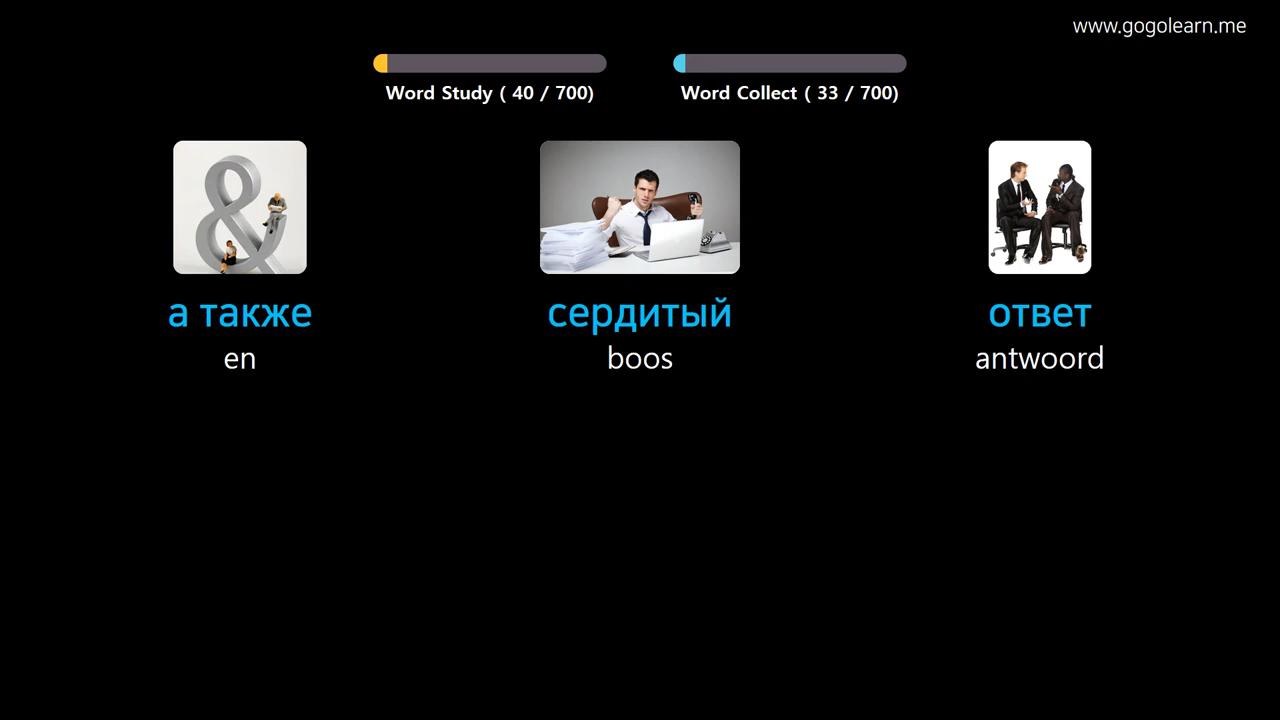 www.gogolearn.me
Word Study ( 40 / 700)
Word Collect ( 33 / 700)
а также
en
сердитый
boos
ответ
antwoord